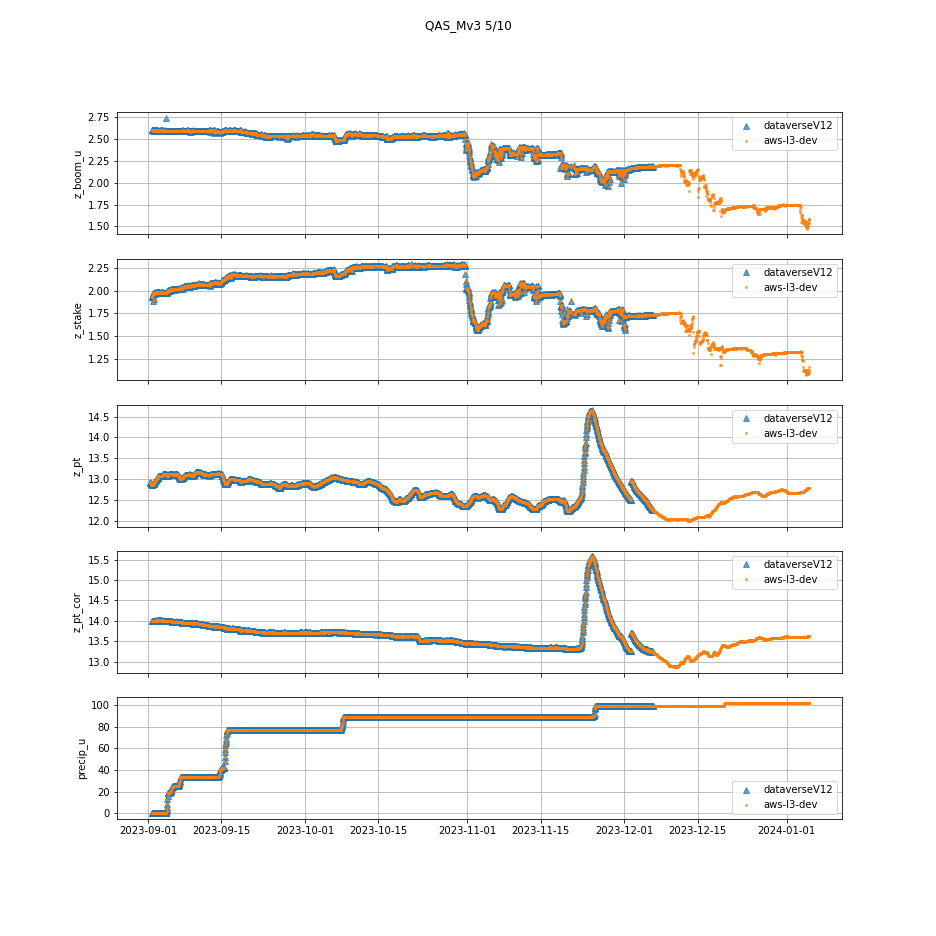 QAS_Mv3 5/10
2.75
2.50
2.25
2.00
1.75
1.50
z_boom_u
dataverseV12
aws-l3-dev
2.25
2.00
1.75
1.50
1.25
z_stake
dataverseV12
aws-l3-dev
14.5
14.0
13.5
13.0
12.5
12.0
z_pt
dataverseV12
aws-l3-dev
15.5
15.0
14.5
14.0
13.5
13.0
z_pt_cor
dataverseV12
aws-l3-dev
100
80
60
40
20
0
precip_u
dataverseV12
aws-l3-dev
2023-09-01 2023-09-15 2023-10-01 2023-10-15 2023-11-01 2023-11-15 2023-12-01 2023-12-15 2024-01-01